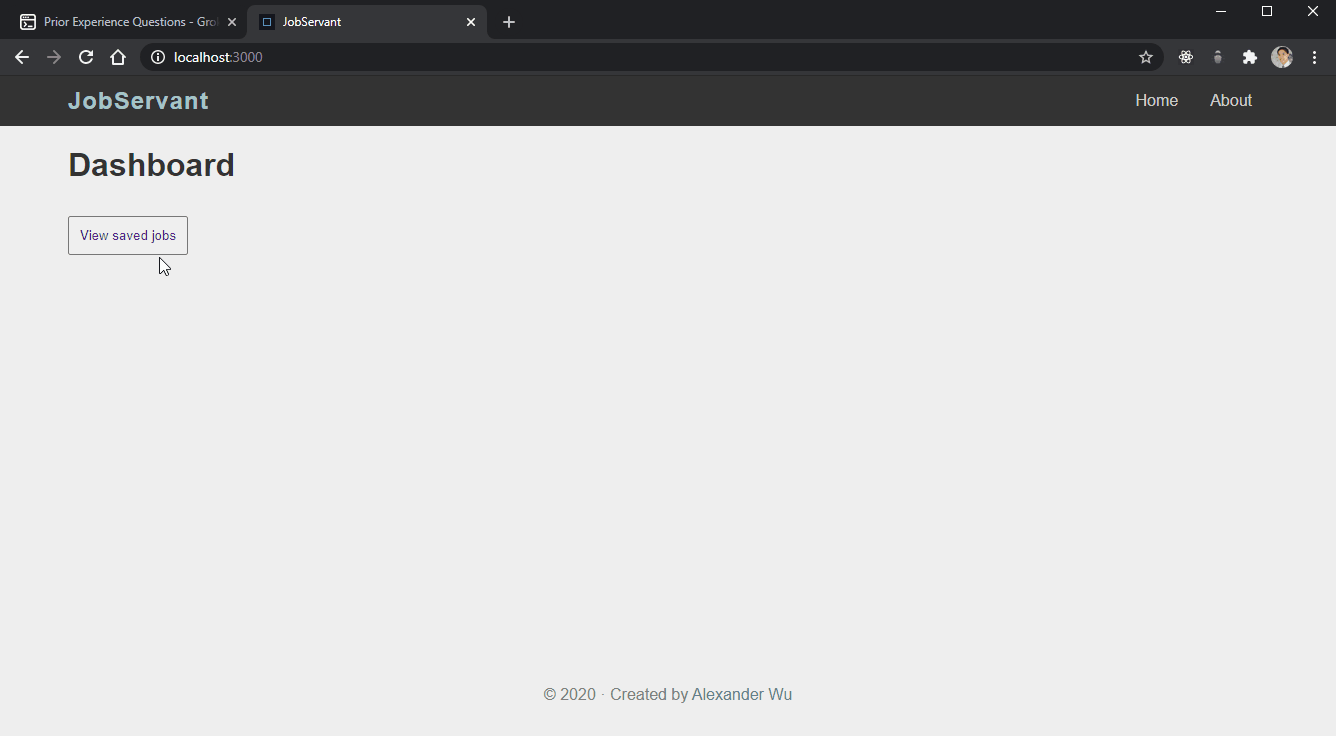 Prior Experience Questions - Gro
JobServant
localhost:3000
JobServant
Home
About
Dashboard
View saved jobs
© 2020 · Created by Alexander Wu